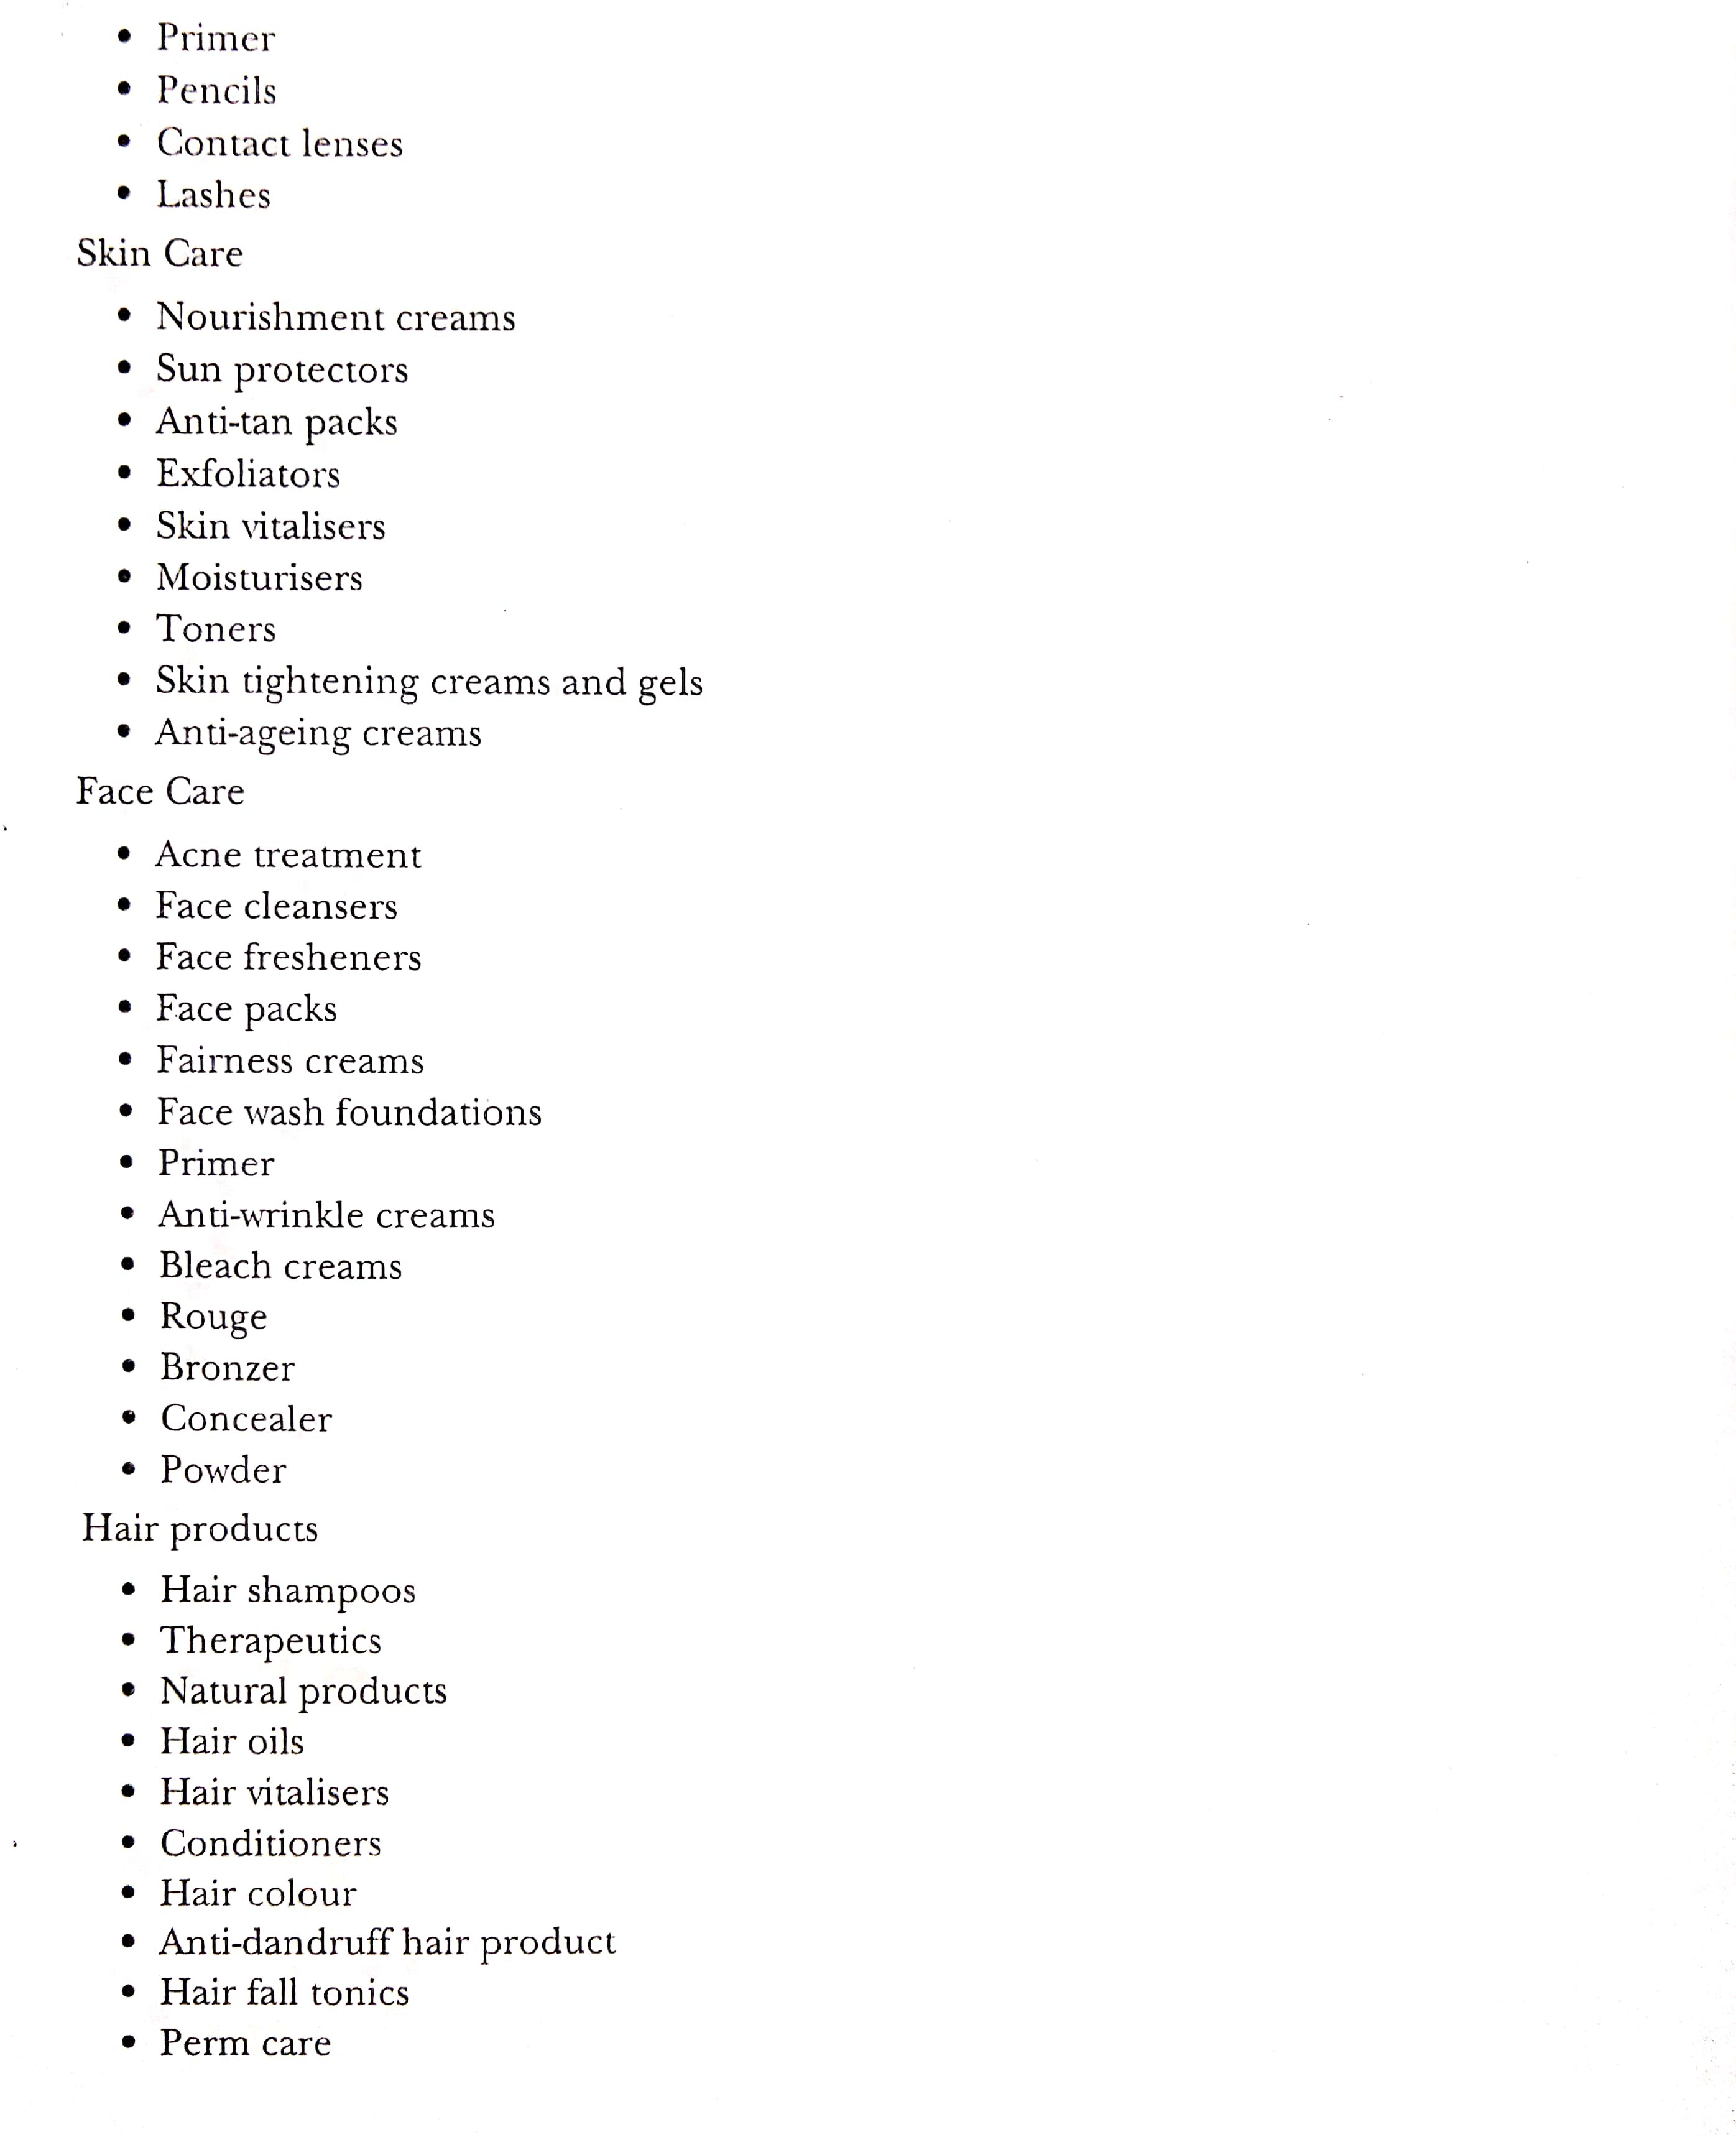 • Primer
• Pencils
• Contact lenses
• Lashes
Skin Care
• Nourishment creams
• Sun protectors
• Anti-tan packs
• Exfoliators
• Skin vitalisers
• Moisturisers
• Toners
• Skin tightening creams and gels
• Anti-ageing creams
Face Care
• Acne treatment
• Face cleansers
• Face fresheners
• Face packs
• Fairness creams
• Face wash foundations
• Primer
• Anti-wrinkle creams
• Bleach creams
• Rouge
• Bronzer
• Concealer
• Powder
Hair products
• Hair shampoos
• Therapeutics
• Natural products
• Hair oils
• Hair vitalisers
• Conditioners
• Hair colour
• Anti-dandruff hair product
• Hair fall tonics
• Perm care